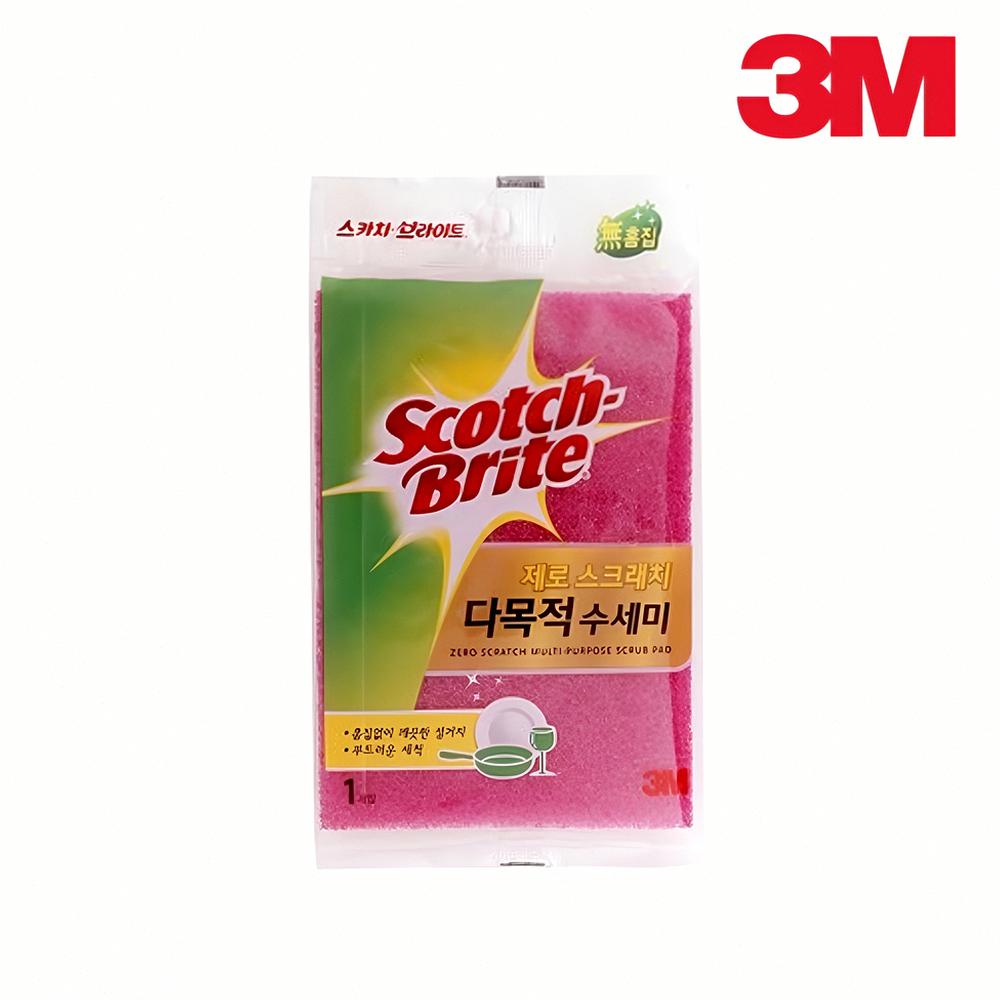 3M
스카치·브라이트
無흠집
Scotch-
Brite
제로 스크래치
다목적 수세미
ZERO SCRATCH MULTI-PURPOSE SCRUB PAD
1
3M